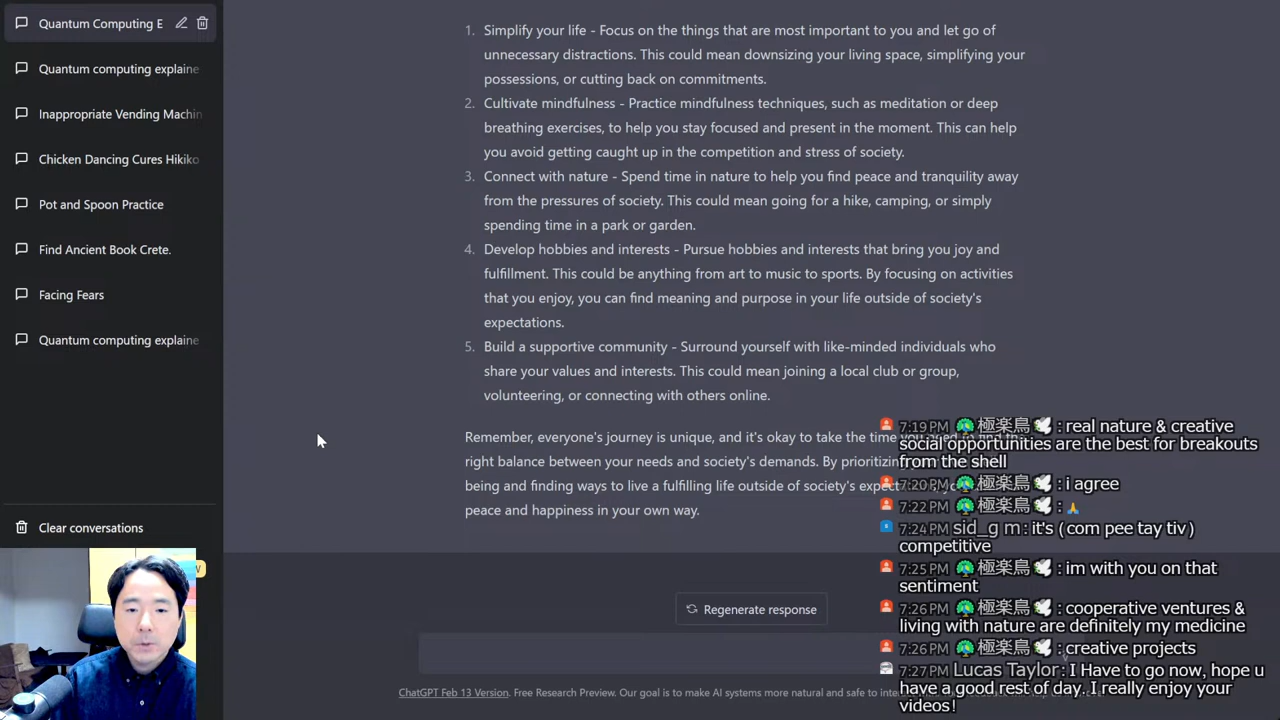 Quantum Computing E
Quantum computing explaine
Inappropriate Vending Machin
Chicken Dancing Cures Hikiko
Pot and Spoon Practice
Find Ancient Book Crete.
Facing Fears
Quantum computing explaine
Clear conversations
W
1. Simplify your life - Focus on the things that are most important to you and let go of
unnecessary distractions. This could mean downsizing your living space, simplifying your
possessions, or cutting back on commitments.
2. Cultivate mindfulness - Practice mindfulness techniques, such as meditation or deep
breathing exercises, to help you stay focused and present in the moment. This can help
you avoid getting caught up in the competition and stress of society.
3. Connect with nature - Spend time in nature to help you find peace and tranquility away
from the pressures of society. This could mean going for a hike, camping, or simply
spending time in a park or garden.
4. Develop hobbies and interests - Pursue hobbies and interests that bring you joy and
fulfillment. This could be anything from art to music to sports. By focusing on activities
that you enjoy, you can find meaning and purpose in your life outside of society's
expectations.
5. Build a supportive community - Surround yourself with like-minded individuals who
share your values and interests. This could mean joining a local club or group,
volunteering, or connecting with others online.
Remember, everyone's journey is unique, and it's okay to take the time you
right balance between your needs and society's demands. By prioritizin
being and finding ways to live a fulfilling life outside of society's expect
peace and happiness in your own way.
Regenerate response
ChatGPT Feb 13 Version. Free Research Preview. Our goal is to make AI systems more natural and safe to inte
7:19 PM 極楽鳥 : real nature & creative
social opportunities are the best for breakouts
from the shell
7:20 PM 極楽鳥 : i agree
7:22 PM 極楽鳥 : 🙏
7:24 PM sid_g m : it's ( com pee tay tiv )
competitive
7:25 PM 極楽鳥 : im with you on that
sentiment
7:26 PM 極楽鳥 : cooperative ventures &
living with nature are definitely my medicine
7:26 PM 極楽鳥 : creative projects
7:27 PM Lucas Taylor : I Have to go now, hope u
have a good rest of day.. I really enjoy your
videos!